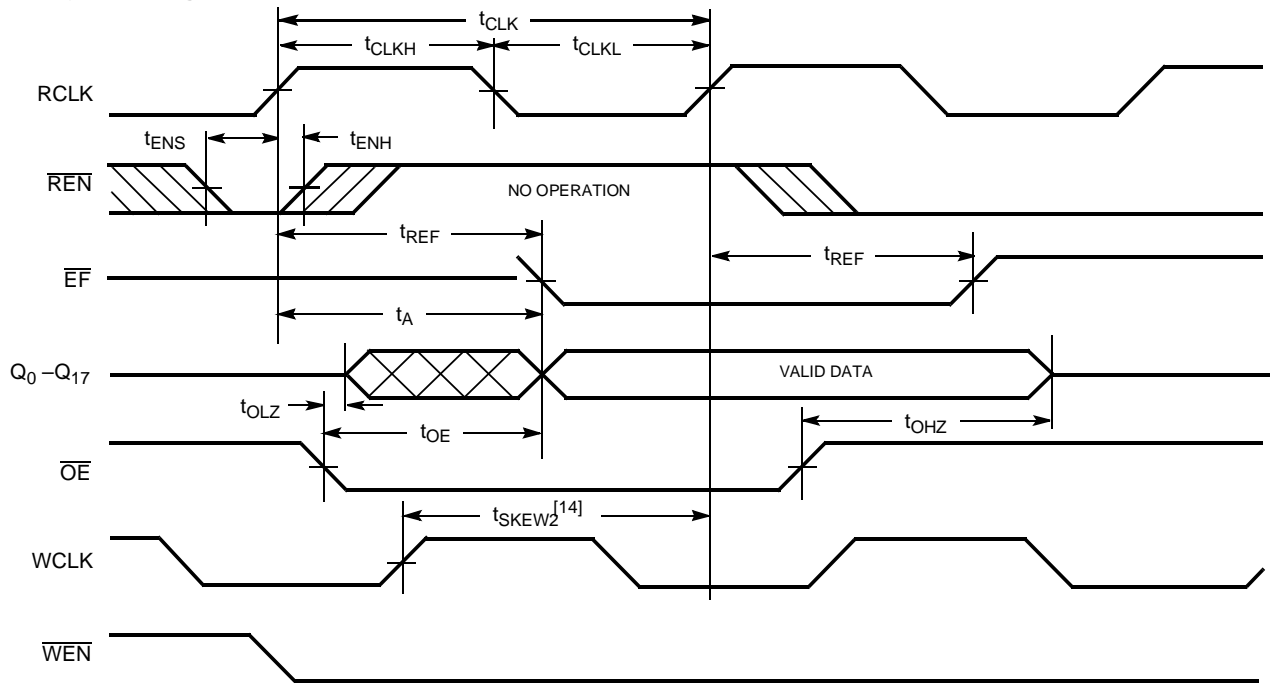 tCLK
tCLKH
tCLKL
RCLK
tENS
tENH
REN
NO OPERATION
tREF
tREF
EF
tA
Q0 –Q17
VALID DATA
tOLZ
tOE
tOHZ
OE
tSKEW2[14]
WCLK
WEN